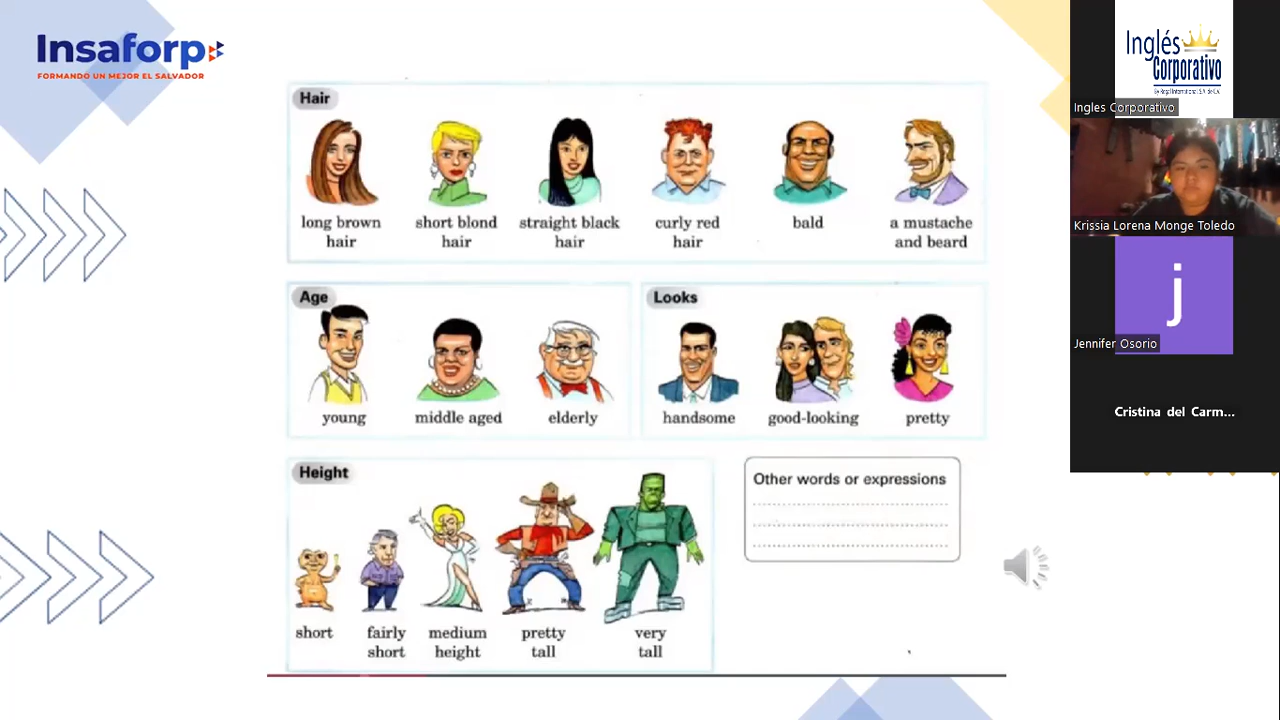 Insaforp
FORMANDO UN MEJOR EL SALVADOR
Hair
long brown
hair
short blond
hair
straight black
hair
curly red
hair
bald
a mustache
and beard
Age
young
middle aged
elderly
Looks
handsome
good-looking
pretty
Height
short
fairly
short
medium
height
pretty
tall
very
tall
Other words or expressions
Inglés
Corporativo
Ingles Corporativo
Krissia Lorena Monge Toledo
j
Jennifer Osorio
Cristina del Carm...